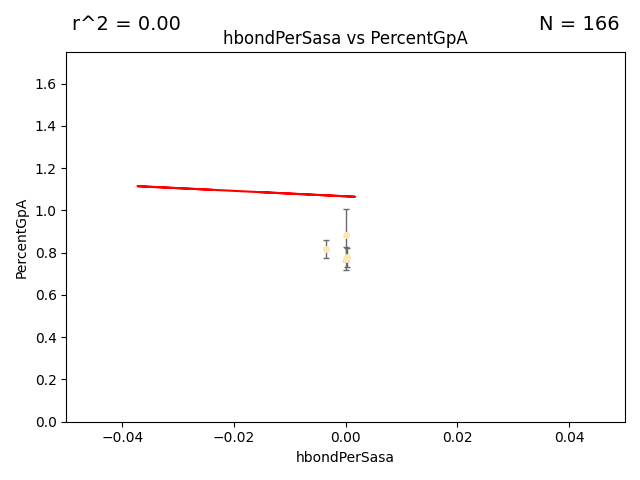 r^2 = 0.00
N = 166
hbondPerSasa vs PercentGpA
1.6
1.4
1.2
1.0
0.8
0.6
0.4
0.2
0.0
PercentGpA
−0.04
−0.02
0.00
0.02
0.04
hbondPerSasa